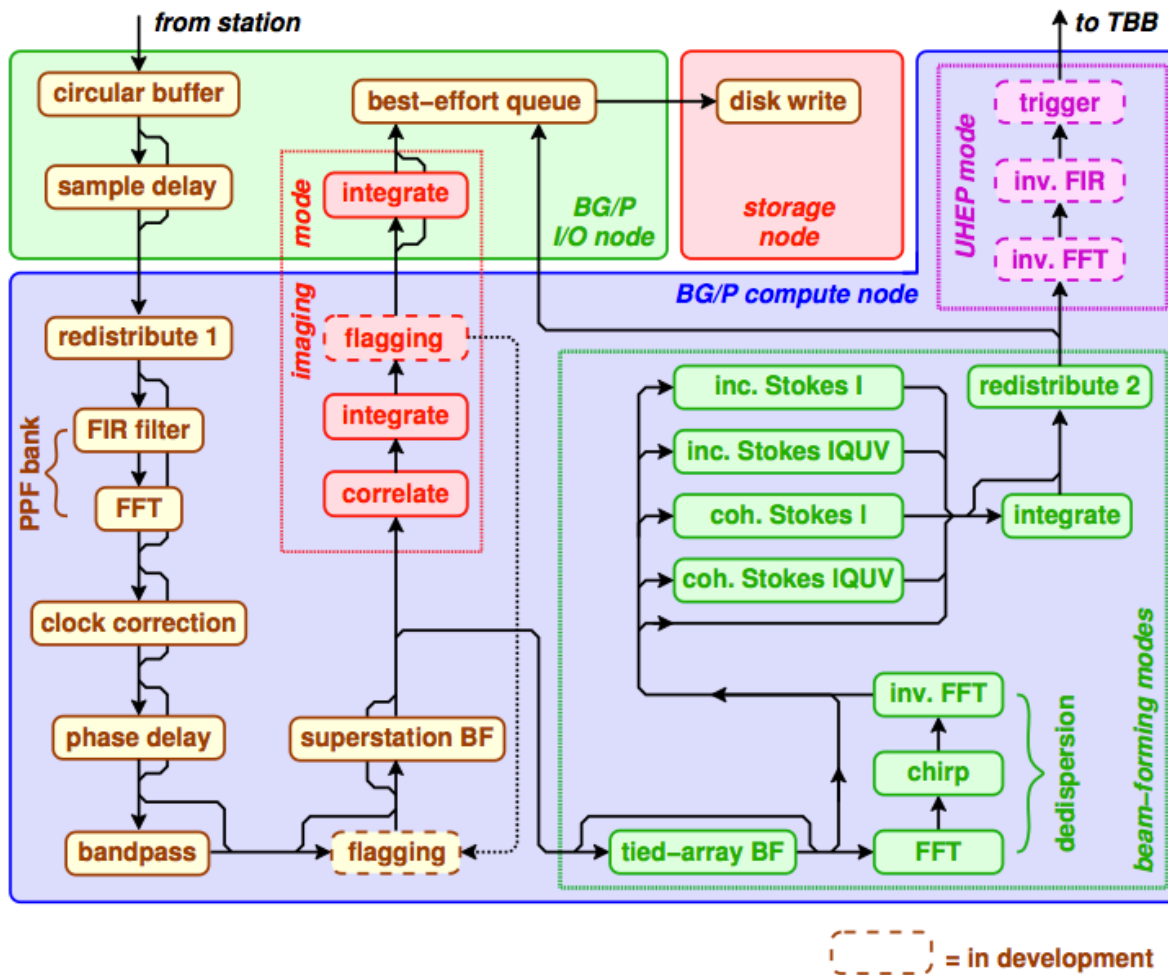 from station
to TBB
circular buffer
best-effort queue
disk write
trigger
sample delay
integrate
inv. FIR
UHEP mode
BG/P
I/O node
storage
node
inv. FFT
imaging mode
BG/P compute node
redistribute 1
flagging
inc. Stokes I
redistribute 2
FIR filter
integrate
inc. Stokes IQUV
PPF bank
FFT
correlate
coh. Stokes I
integrate
coh. Stokes IQUV
clock correction
inv. FFT
phase delay
superstation BF
chirp
dedispersion
beam-forming modes
bandpass
flagging
tied-array BF
FFT
= in development